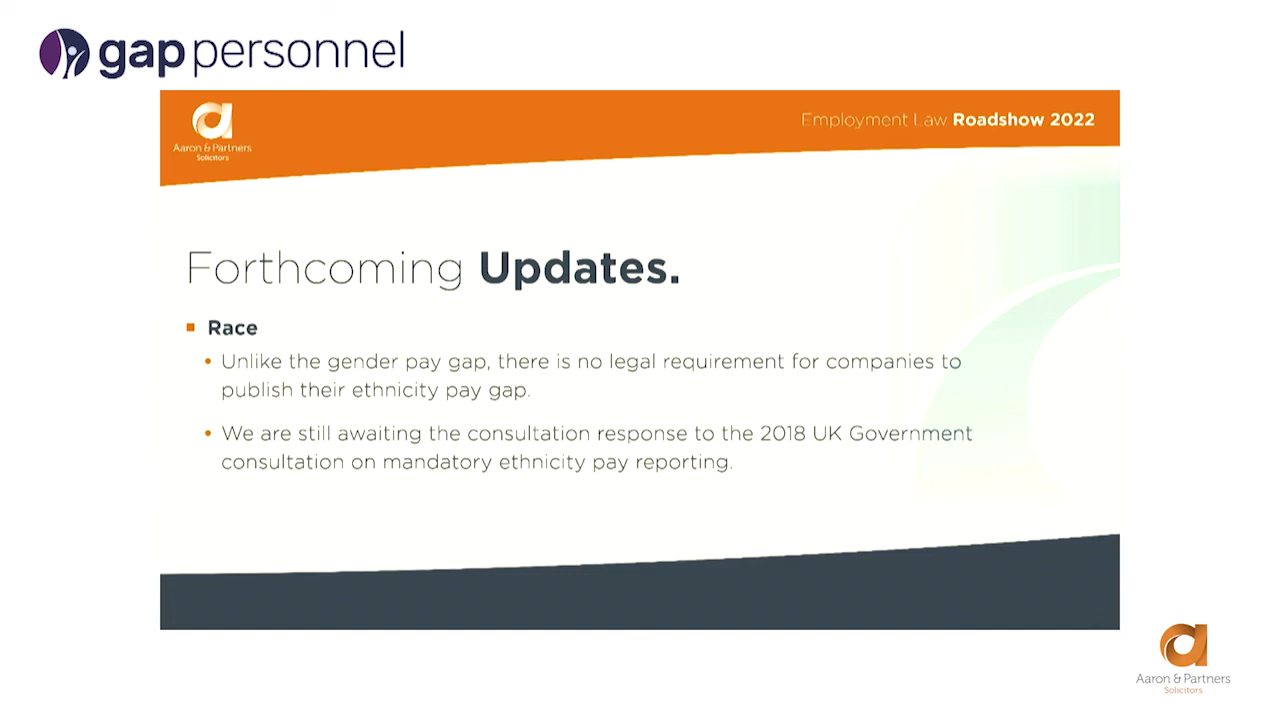 gap personnel
Aaron & Partners
Solicitors
Employment Law Roadshow 2022
Forthcoming Updates.
Race
Unlike the gender pay gap, there is no legal requirement for companies to
publish their ethnicity pay gap.
We are still awaiting the consultation response to the 2018 UK Government
consultation on mandatory ethnicity pay reporting.
Aaron & Partners
Solicitors